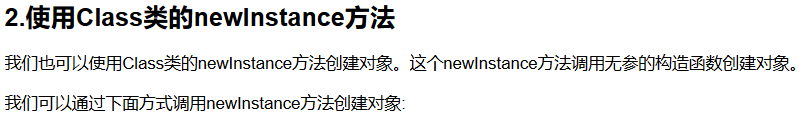 2.使用Class类的newInstance方法
我们也可以使用Class类的newInstance方法创建对象。这个newInstance方法调用无参的构造函数创建对象。
我们可以通过下面方式调用newInstance方法创建对象: